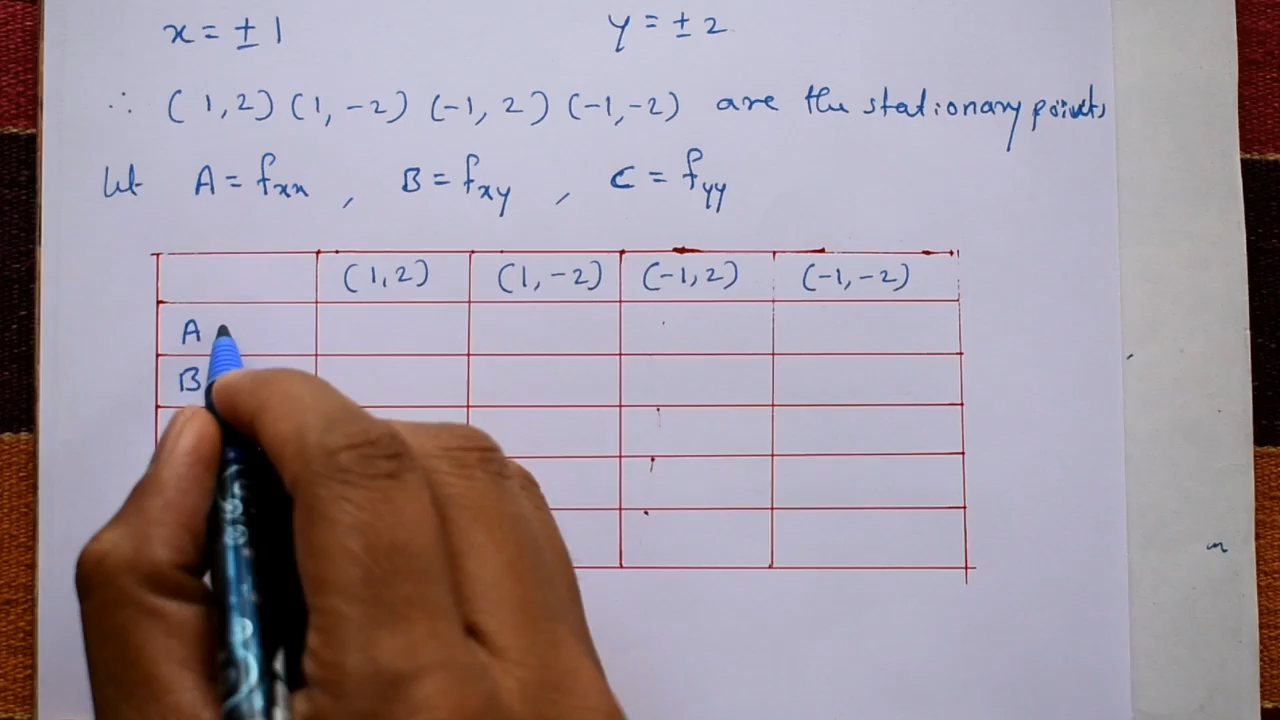 x = ± 1 y = ± 2
∴ (1,2) (1,-2) (-1,2) (-1,-2) are the stationary points
let A = fxx , B = fxy , C = fyy
(1,2) (1,-2) (-1,2) (-1,-2)
A
B